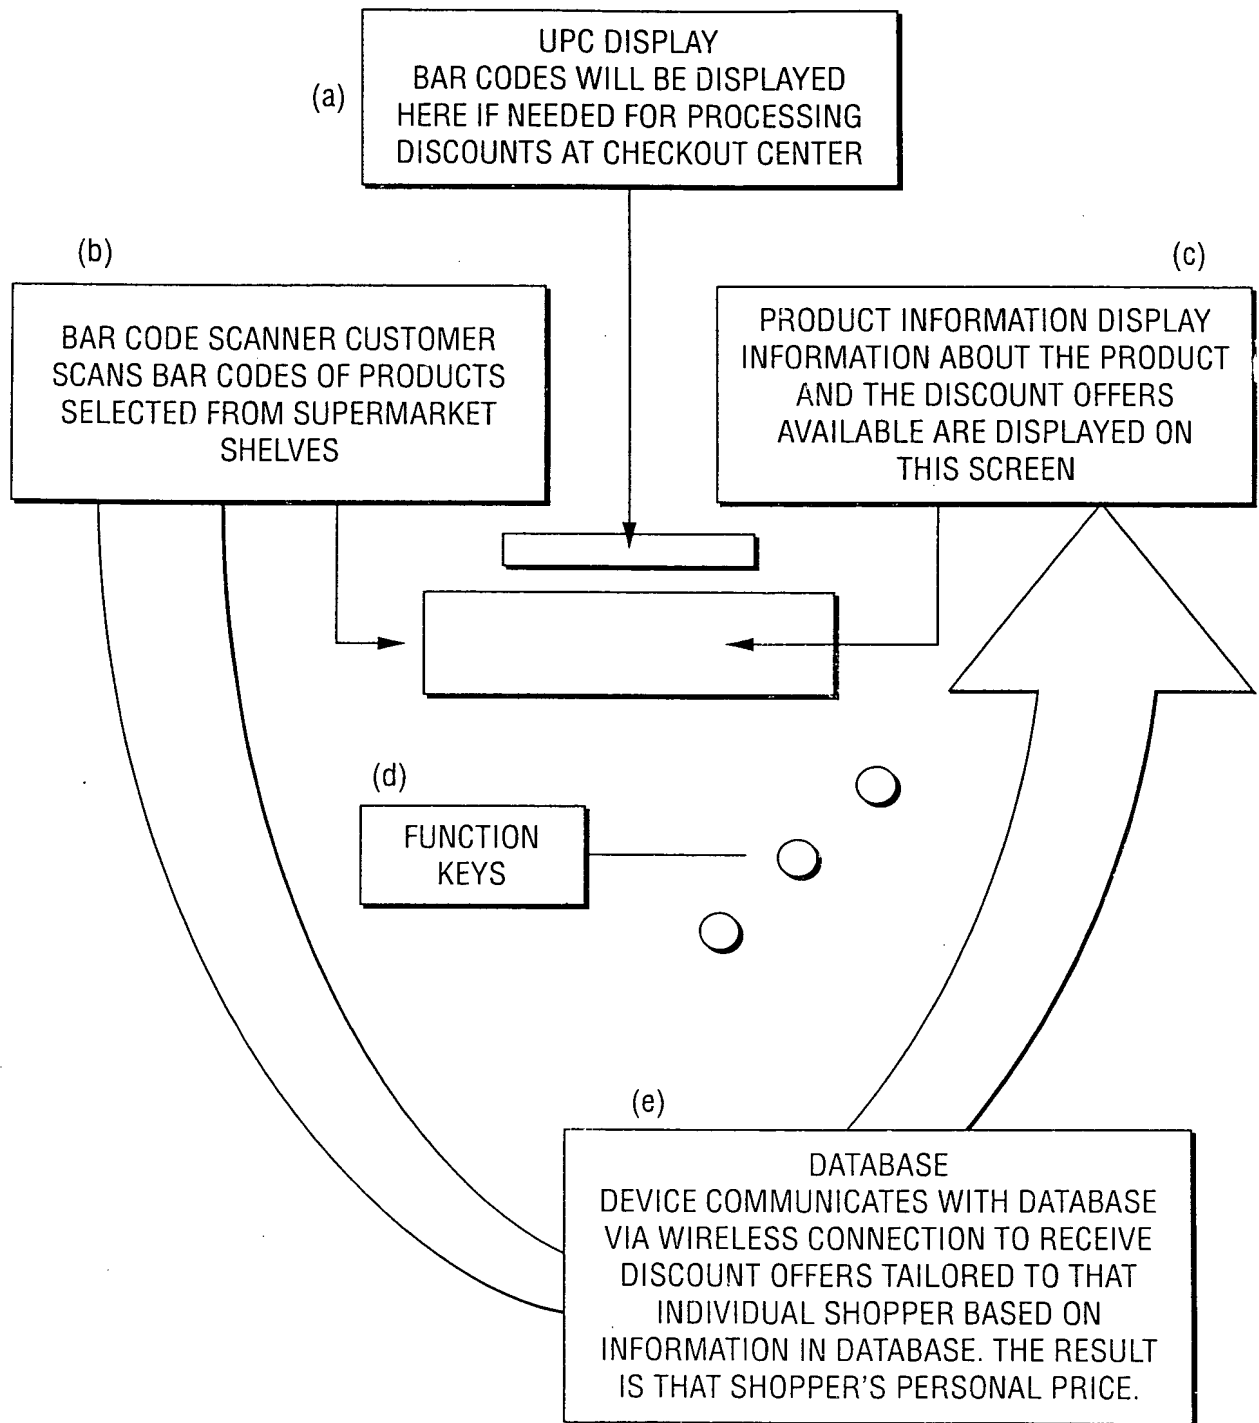 (a)
UPC DISPLAY
BAR CODES WILL BE DISPLAYED
HERE IF NEEDED FOR PROCESSING
DISCOUNTS AT CHECKOUT CENTER
(b)
BAR CODE SCANNER CUSTOMER
SCANS BAR CODES OF PRODUCTS
SELECTED FROM SUPERMARKET
SHELVES
(c)
PRODUCT INFORMATION DISPLAY
INFORMATION ABOUT THE PRODUCT
AND THE DISCOUNT OFFERS
AVAILABLE ARE DISPLAYED ON
THIS SCREEN
(d)
FUNCTION
KEYS
(e)
DATABASE
DEVICE COMMUNICATES WITH DATABASE
VIA WIRELESS CONNECTION TO RECEIVE
DISCOUNT OFFERS TAILORED TO THAT
INDIVIDUAL SHOPPER BASED ON
INFORMATION IN DATABASE. THE RESULT
IS THAT SHOPPER'S PERSONAL PRICE.